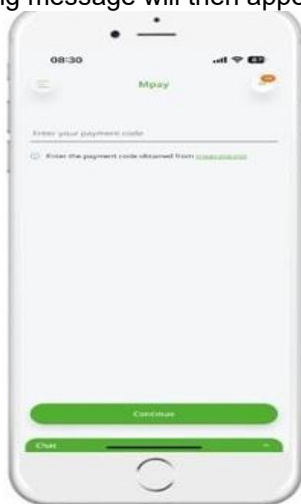 ng message will then appe
08:30
Mpay
Enter your payment code
Enter the payment code obtained from
Continue
Chat